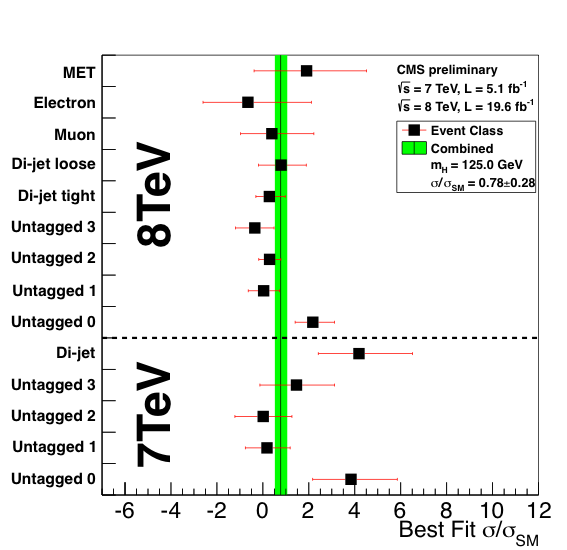 CMS preliminary
√s = 7 TeV, L = 5.1 fb⁻¹
√s = 8 TeV, L = 19.6 fb⁻¹
Event Class
Combined
m_H = 125.0 GeV
σ/σ_SM = 0.78±0.28
8TeV
MET
Electron
Muon
Di-jet loose
Di-jet tight
Untagged 3
Untagged 2
Untagged 1
Untagged 0
7TeV
Di-jet
Untagged 3
Untagged 2
Untagged 1
Untagged 0
-6 -4 -2 0 2 4 6 8 10 12
Best Fit σ/σ_SM